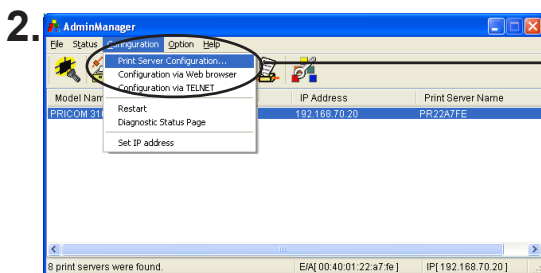 2.
AdminManager
File Status Configuration Option Help
Print Server Configuration...
Configuration via Web browser
Configuration via TELNET
Restart
Diagnostic Status Page
Set IP address
Model Nam IP Address Print Server Name
PRICOM 31 192.168.70.20 PR22A7FE
8 print servers were found. E/A[ 00:40:01:22:a7:fe ] IP[ 192.168.70.20 ]